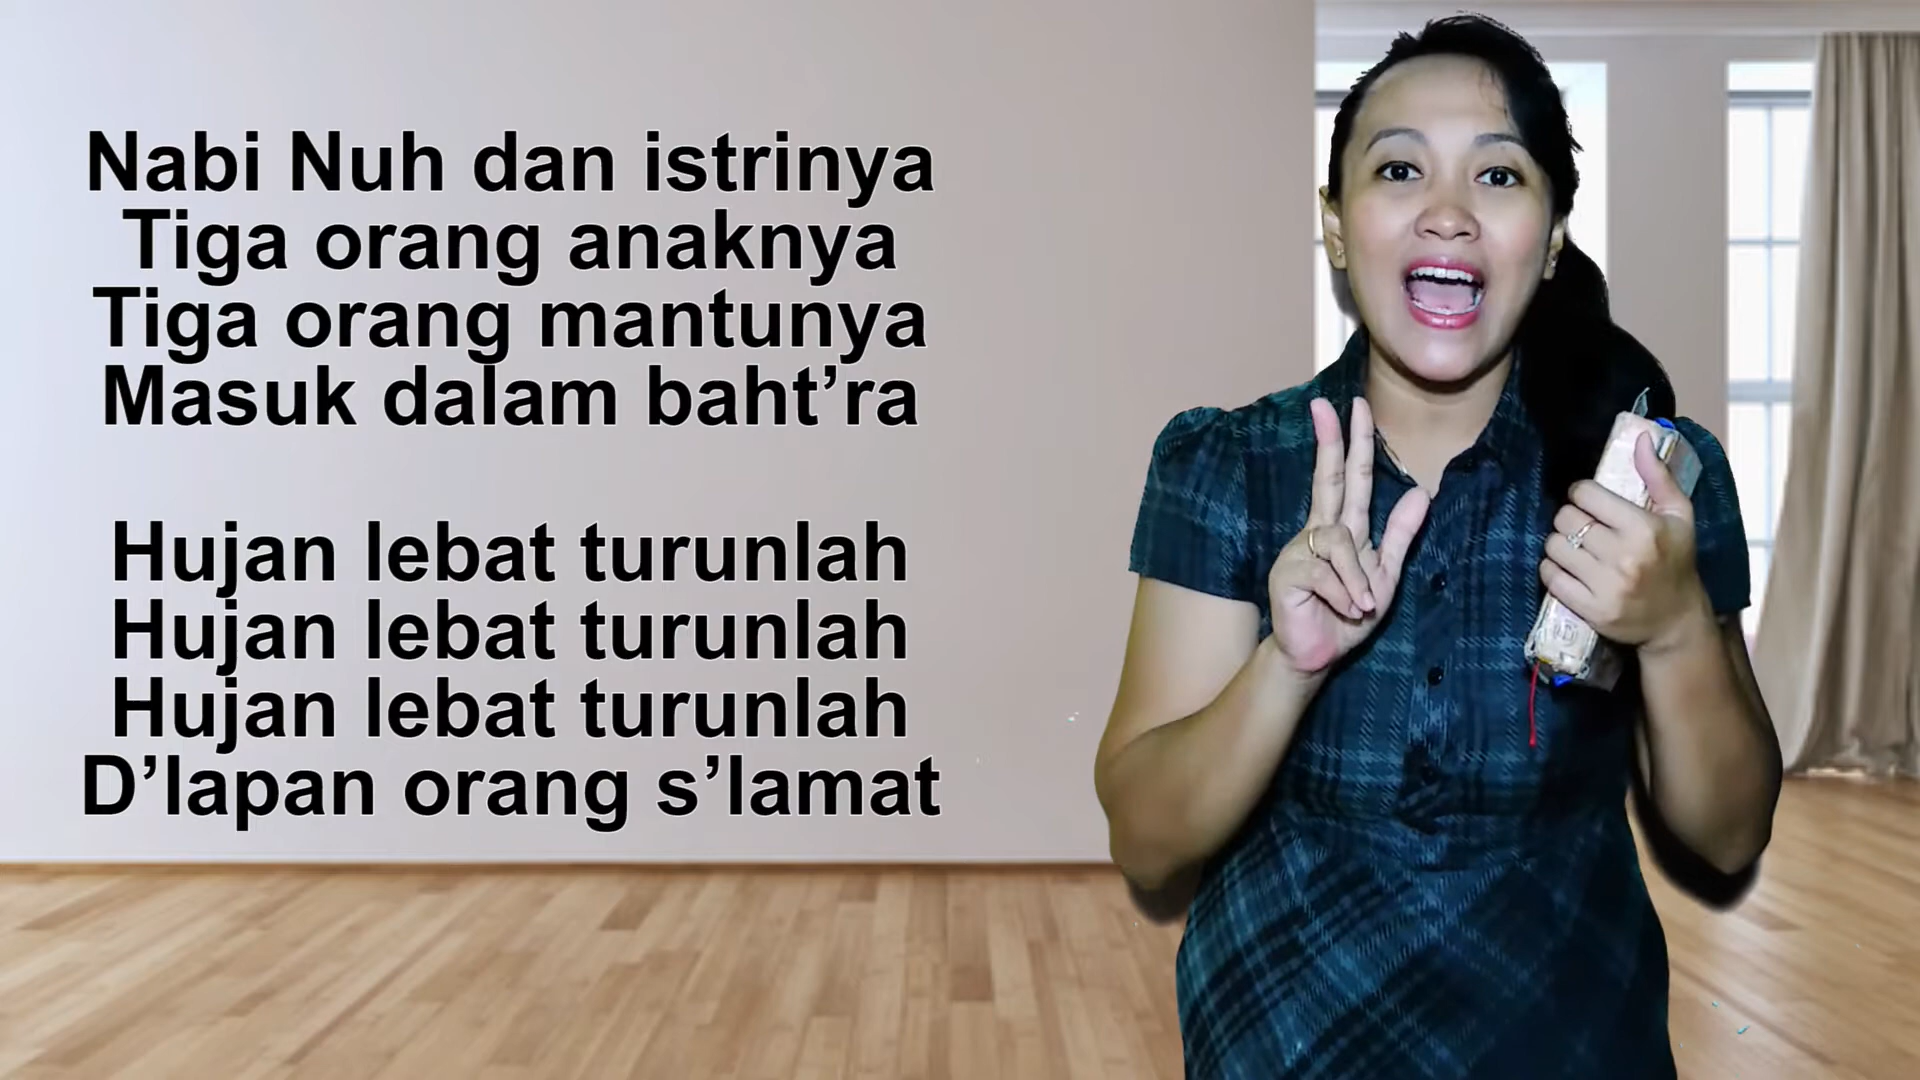 Nabi Nuh dan istrinya
Tiga orang anaknya
Tiga orang mantunya
Masuk dalam baht’ra
Hujan lebat turunlah
Hujan lebat turunlah
Hujan lebat turunlah
D’lapan orang s’lamat